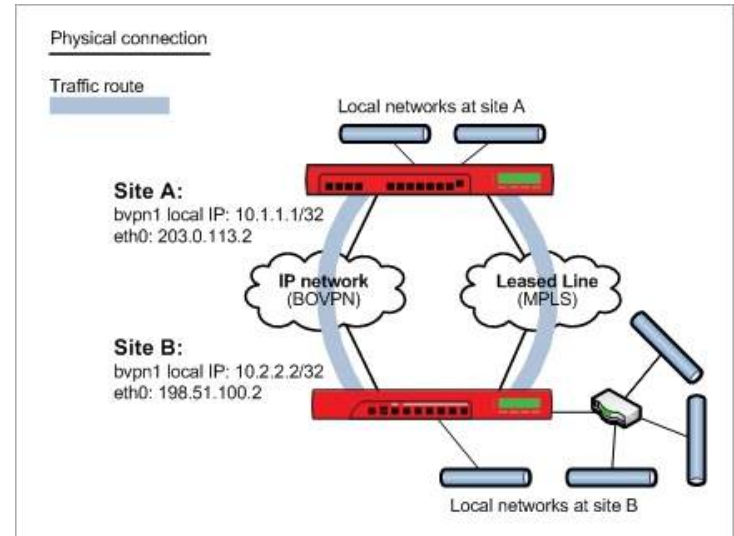 Physical connection
Traffic route
Local networks at site A
Site A:
bvpn1 local IP: 10.1.1.1/32
eth0: 203.0.113.2
IP network
(BOVPN)
Leased Line
(MPLS)
Site B:
bvpn1 local IP: 10.2.2.2/32
eth0: 198.51.100.2
Local networks at site B